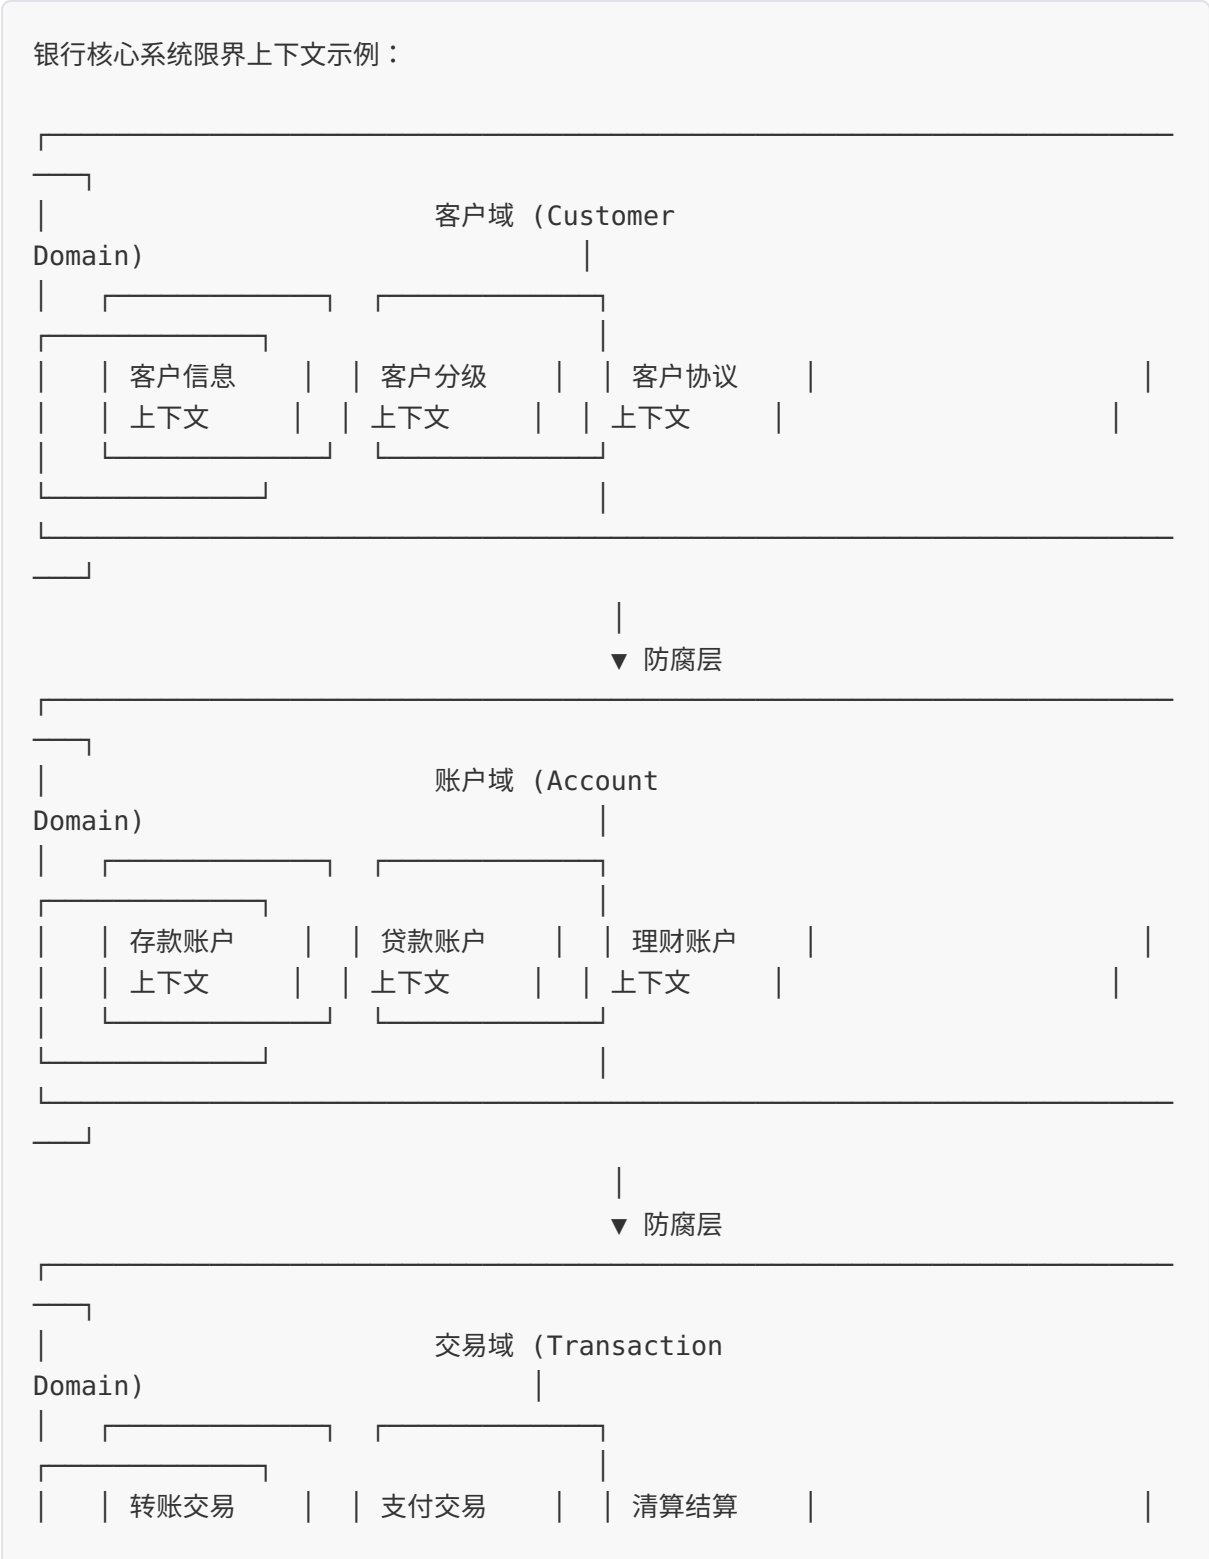 银行核心系统限界上下文示例：
┌──────────────────────────────────────────────────────────────────────
───┐
│                        客户域 (Customer
Domain)                           │
│   ┌─────────────┐  ┌─────────────┐
┌─────────────┐                    │
│   │ 客户信息    │  │ 客户分级    │  │ 客户协议    │                    │
│   │ 上下文     │  │ 上下文     │  │ 上下文     │                    │
│   └─────────────┘  └─────────────┘
└─────────────┘                    │
└──────────────────────────────────────────────────────────────────────
───┘
│
▼ 防腐层
┌──────────────────────────────────────────────────────────────────────
───┐
│                        账户域 (Account
Domain)                            │
│   ┌─────────────┐  ┌─────────────┐
┌─────────────┐                    │
│   │ 存款账户    │  │ 贷款账户    │  │ 理财账户    │                    │
│   │ 上下文     │  │ 上下文     │  │ 上下文     │                    │
│   └─────────────┘  └─────────────┘
└─────────────┘                    │
└──────────────────────────────────────────────────────────────────────
───┘
│
▼ 防腐层
┌──────────────────────────────────────────────────────────────────────
───┐
│                        交易域 (Transaction
Domain)                        │
│   ┌─────────────┐  ┌─────────────┐
┌─────────────┐                    │
│   │ 转账交易    │  │ 支付交易    │  │ 清算结算    │                    │